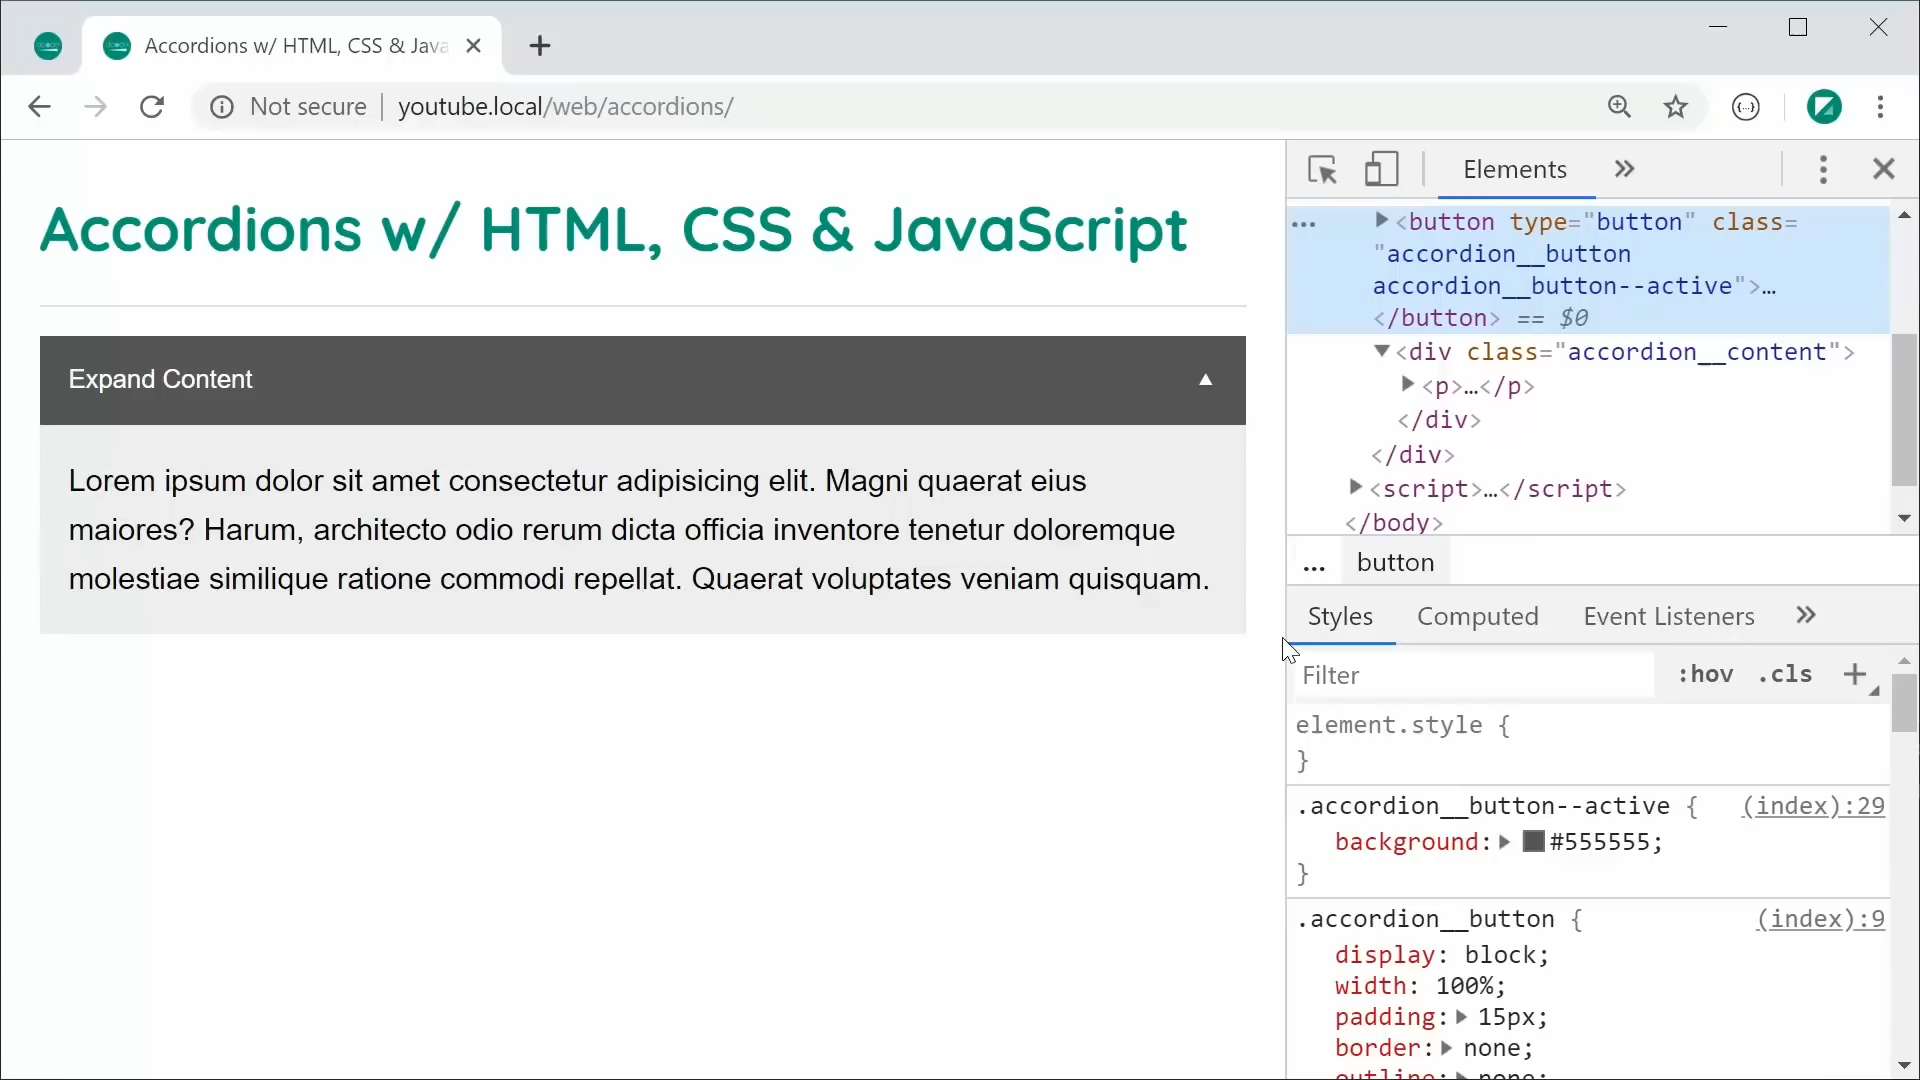 Accordions w/ HTML, CSS & Java
Not secure | youtube.local/web/accordions/
Accordions w/ HTML, CSS & JavaScript
Expand Content ▲
Lorem ipsum dolor sit amet consectetur adipisicing elit. Magni quaerat eius
maiores? Harum, architecto odio rerum dicta officia inventore tenetur doloremque
molestiae similique ratione commodi repellat. Quaerat voluptates veniam quisquam.
Elements »
… ▶<button type="button" class=
"accordion__button
accordion__button--active">…
</button> == $0
▼<div class="accordion__content">
▶<p>…</p>
</div>
</div>
▶<script>…</script>
</body>
... button
Styles Computed Event Listeners »
Filter :hov .cls +
element.style {
}
.accordion__button--active { (index):29
background:▶ #555555;
}
.accordion__button { (index):9
display: block;
width: 100%;
padding:▶ 15px;
border:▶ none;
outline:▶ none;